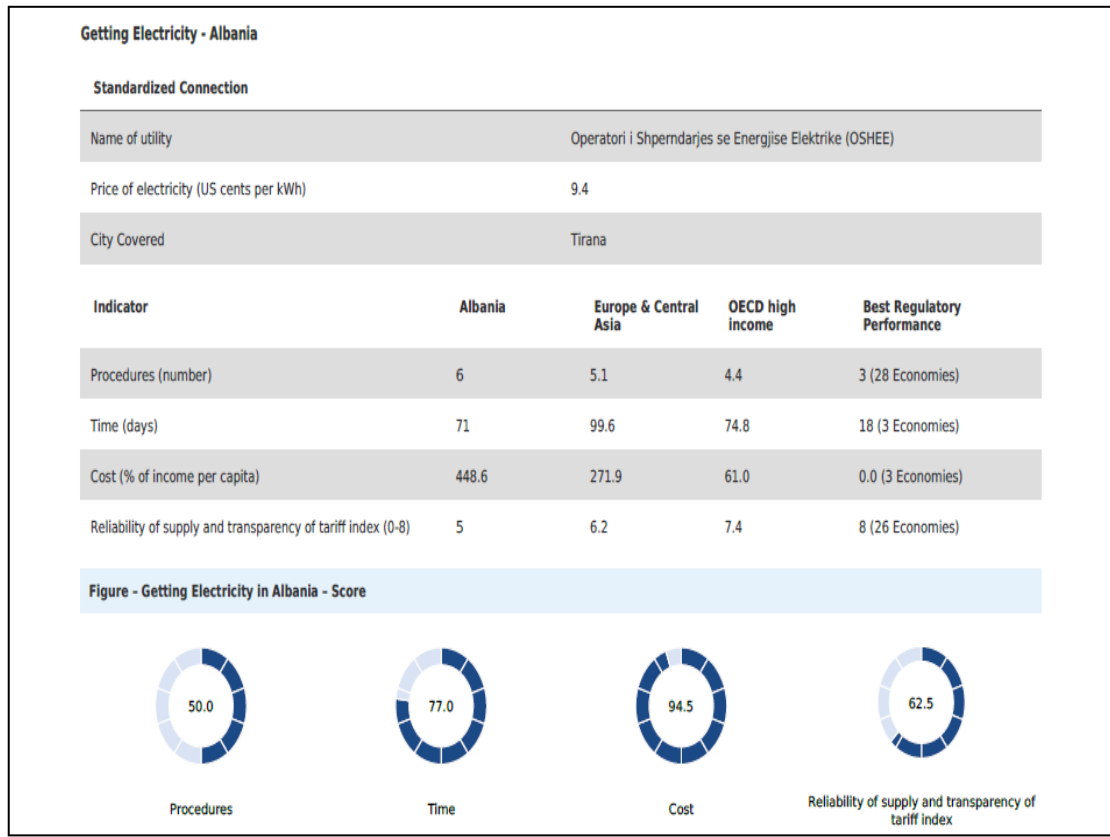 Getting Electricity - Albania
Standardized Connection
Name of utility Operatori i Shperndarjes se Energjise Elektrike (OSHEE)
Price of electricity (US cents per kWh) 9.4
City Covered Tirana
Indicator Albania Europe & Central Asia OECD high income Best Regulatory Performance
Procedures (number) 6 5.1 4.4 3 (28 Economies)
Time (days) 71 99.6 74.8 18 (3 Economies)
Cost (% of income per capita) 448.6 271.9 61.0 0.0 (3 Economies)
Reliability of supply and transparency of tariff index (0-8) 5 6.2 7.4 8 (26 Economies)
Figure – Getting Electricity in Albania – Score
50.0 77.0 94.5 62.5
Procedures Time Cost Reliability of supply and transparency of tariff index